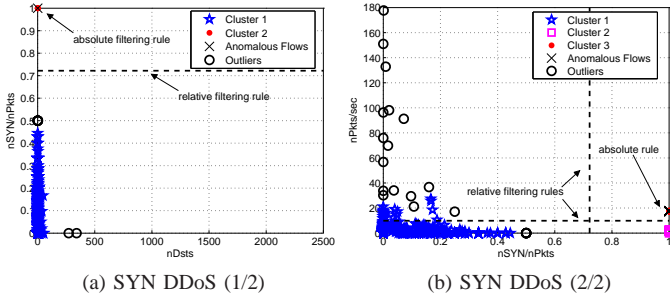 1
0.9
0.8
0.7
0.6
0.5
0.4
0.3
0.2
0.1
0
nSYN/nPkts
0
500
1000
1500
2000
2500
nDsts
Cluster 1
Cluster 2
Anomalous Flows
Outliers
absolute filtering rule
relative filtering rule
(a) SYN DDoS (1/2)
180
160
140
120
100
80
60
40
20
0
nPkts/sec
0
0.2
0.4
0.6
0.8
1
nSYN/nPkts
Cluster 1
Cluster 2
Cluster 3
Anomalous Flows
Outliers
absolute rule
relative filtering rules
(b) SYN DDoS (2/2)